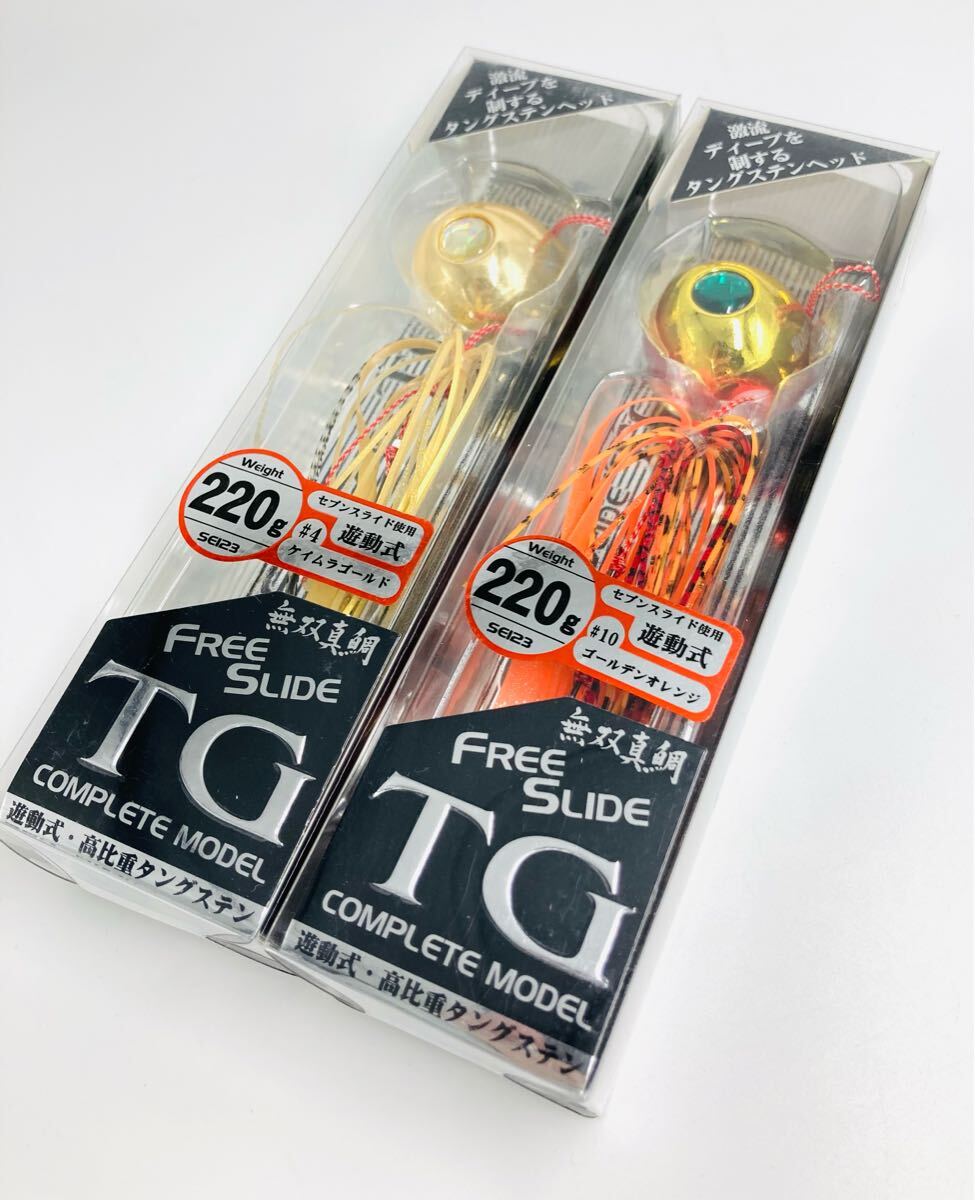 激流
ディープを
制する
タングステンヘッド
Weight
220g
SE123
セブンスライド使用
#4 遊動式
ケイムラゴールド
無双真鯛
FREE
SLIDE
TG
COMPLETE MODEL
遊動式・高比重タングステン
激流
ディープを
制する
タングステンヘッド
Weight
220g
SE123
セブンスライド使用
#10 遊動式
ゴールデンオレンジ
無双真鯛
FREE
SLIDE
TG
COMPLETE MODEL
遊動式・高比重タングステン